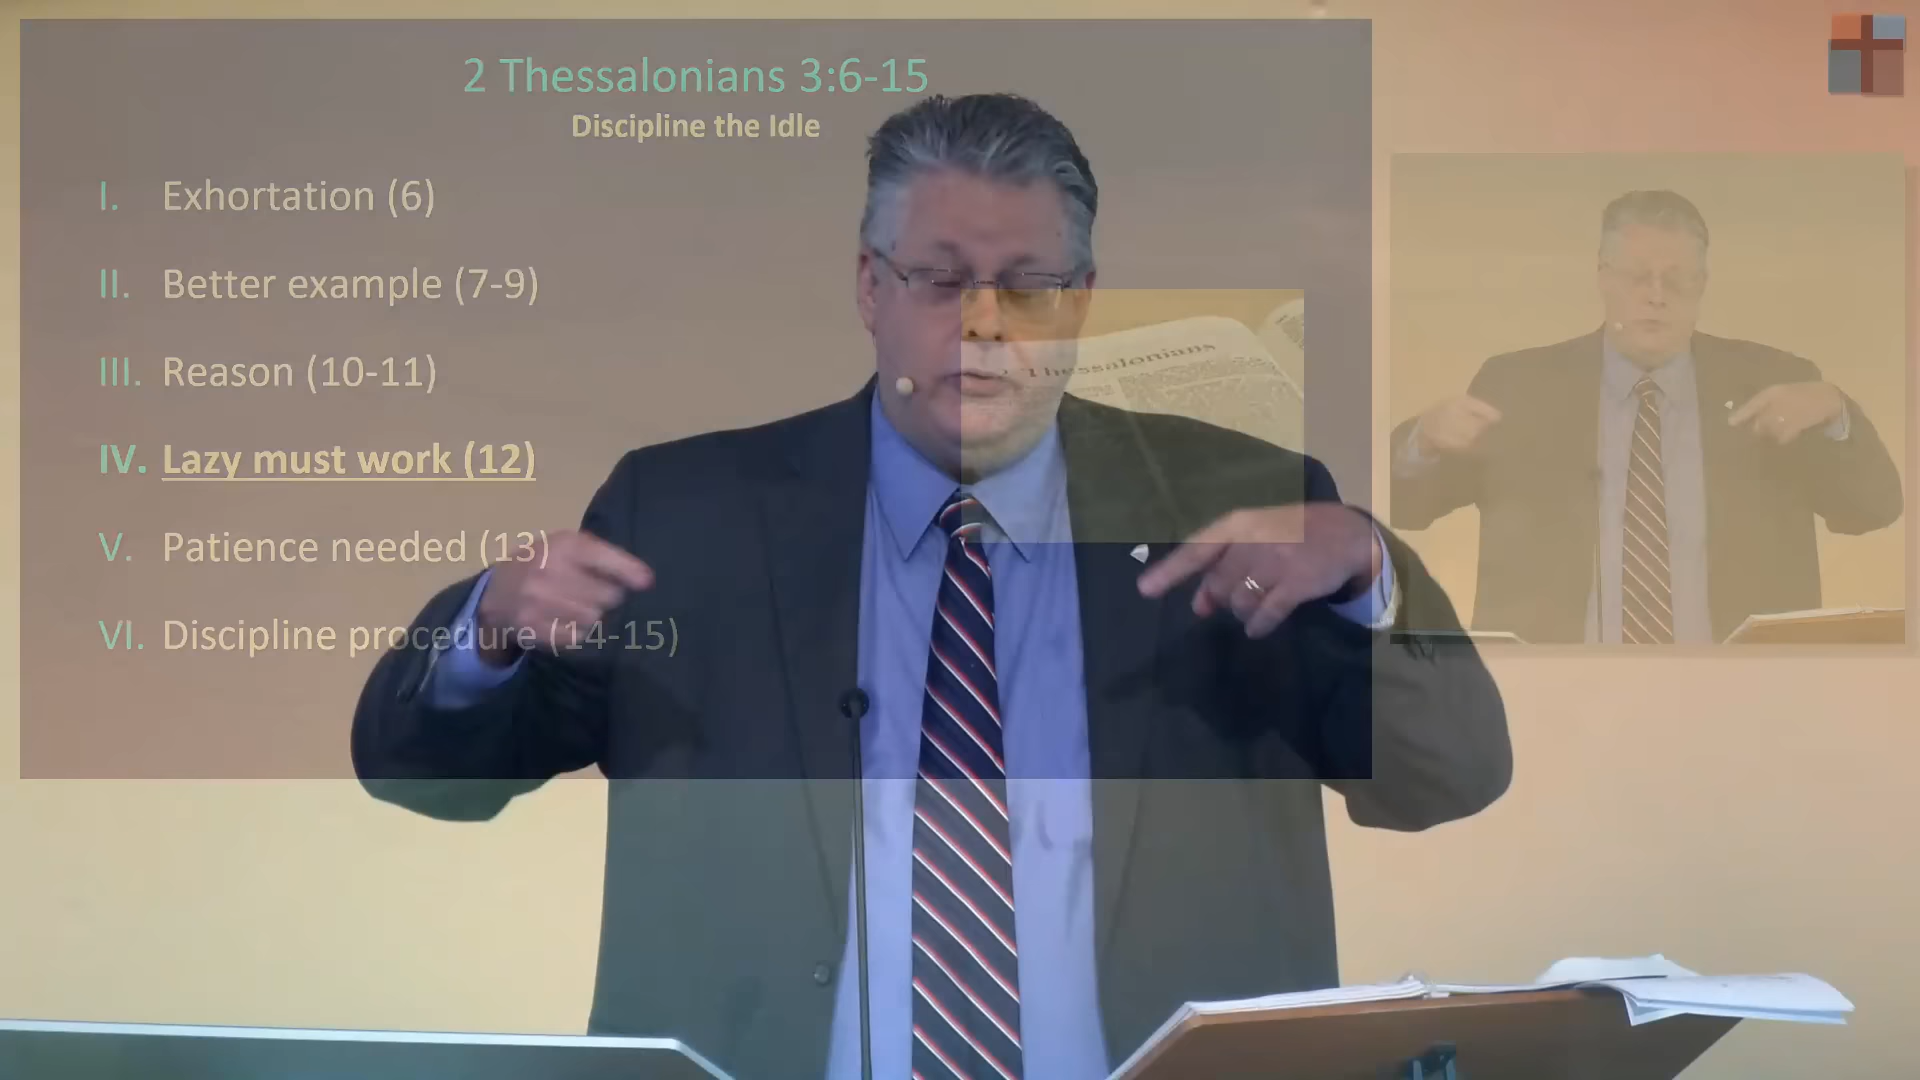 2 Thessalonians 3:6-15
Discipline the Idle
I. Exhortation (6)
II. Better example (7-9)
III. Reason (10-11)
IV. Lazy must work (12)
V. Patience needed (13)
VI. Discipline procedure (14-15)
Thessalonians